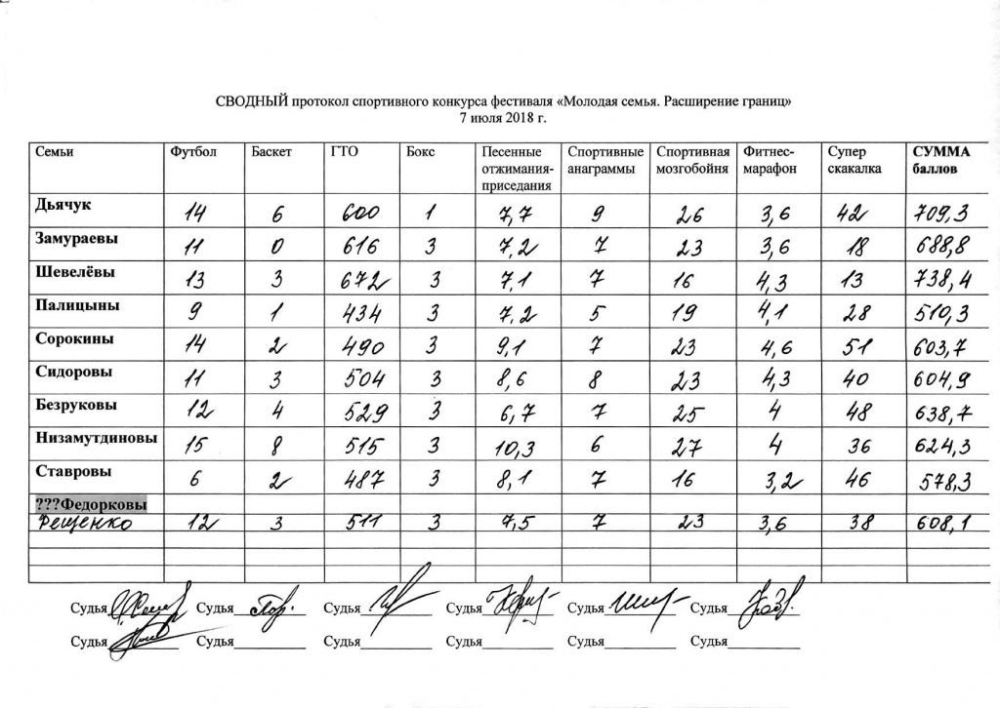 СВОДНЫЙ протокол спортивного конкурса фестиваля «Молодая семья. Расширение границ»
7 июля 2018 г.
Семьи Футбол Баскет ГТО Бокс Песенные отжимания-приседания Спортивные анаграммы Спортивная мозгобойня Фитнес-марафон Супер скакалка СУММА баллов
Дьячук 14 6 600 1 7,7 9 26 3,6 42 709,3
Замураевы 11 0 616 3 7,2 7 23 3,6 18 688,8
Шевелёвы 13 3 672 3 7,1 7 16 4,3 13 738,4
Палицыны 9 1 434 3 7,2 5 19 4,1 28 510,3
Сорокины 14 2 490 3 9,1 7 23 4,6 51 603,7
Сидоровы 11 3 504 3 8,6 8 23 4,3 40 604,9
Безруковы 12 4 529 3 6,7 7 25 4 48 638,7
Низамутдиновы 15 8 515 3 10,3 6 27 4 36 624,3
Ставровы 6 2 487 3 8,1 7 16 3,2 46 578,3
???Федорковы
Фещенко 12 3 511 3 7,5 7 23 3,6 38 608,1
Судья Судья Судья Судья Судья Судья
Судья Судья Судья Судья Судья Судья